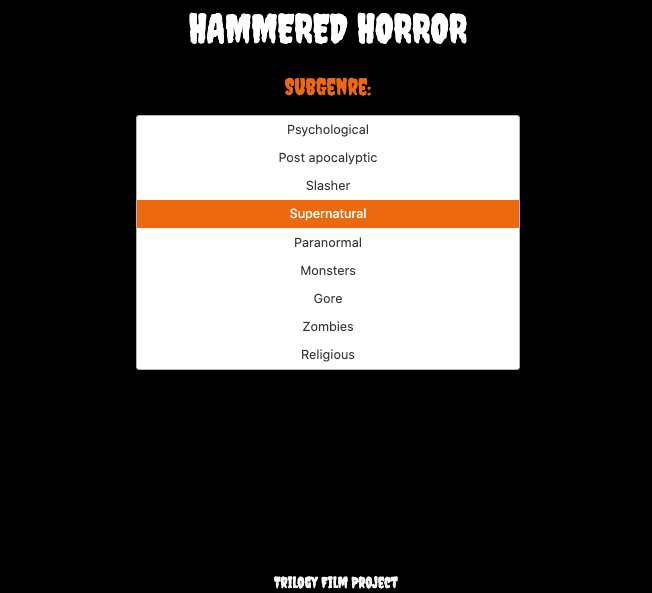 HAMMERED HORROR
SUBGENRE:
Psychological
Post apocalyptic
Slasher
Supernatural
Paranormal
Monsters
Gore
Zombies
Religious
TRILOGY FILM PROJECT